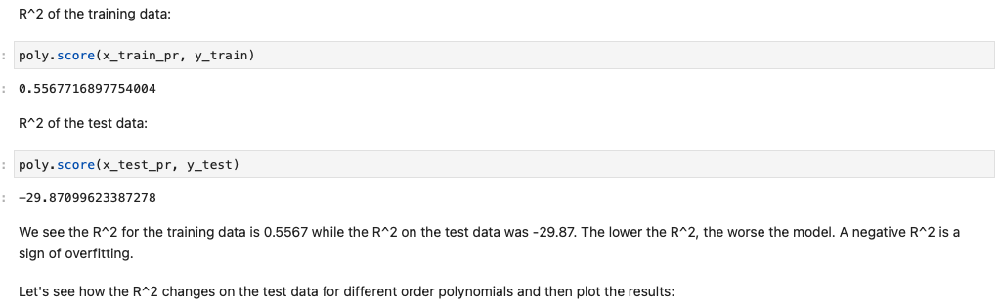 R^2 of the training data:
: poly.score(x_train_pr, y_train)
: 0.5567716897754004
R^2 of the test data:
: poly.score(x_test_pr, y_test)
: -29.87099623387278
We see the R^2 for the training data is 0.5567 while the R^2 on the test data was -29.87. The lower the R^2, the worse the model. A negative R^2 is a
sign of overfitting.
Let's see how the R^2 changes on the test data for different order polynomials and then plot the results: